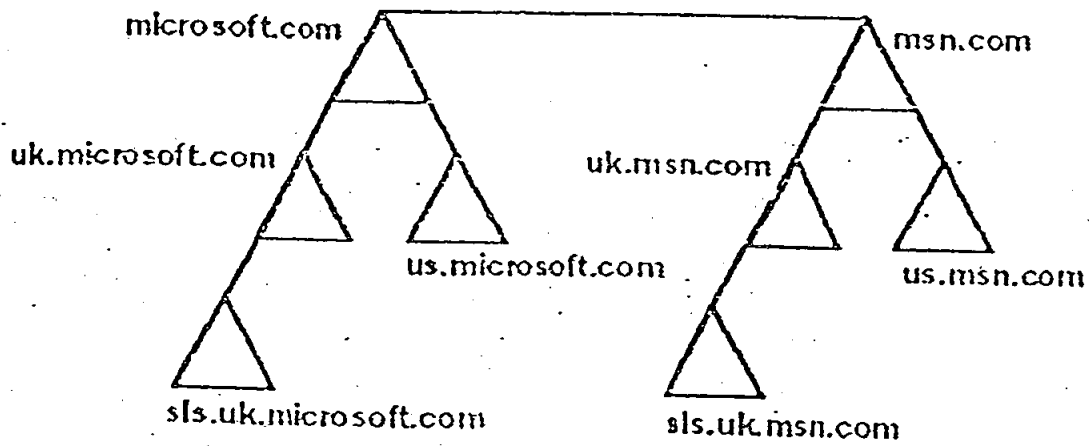 microsoft.com
msn.com
uk.microsoft.com
uk.msn.com
us.microsoft.com
us.msn.com
sls.uk.microsoft.com
sls.uk.msn.com